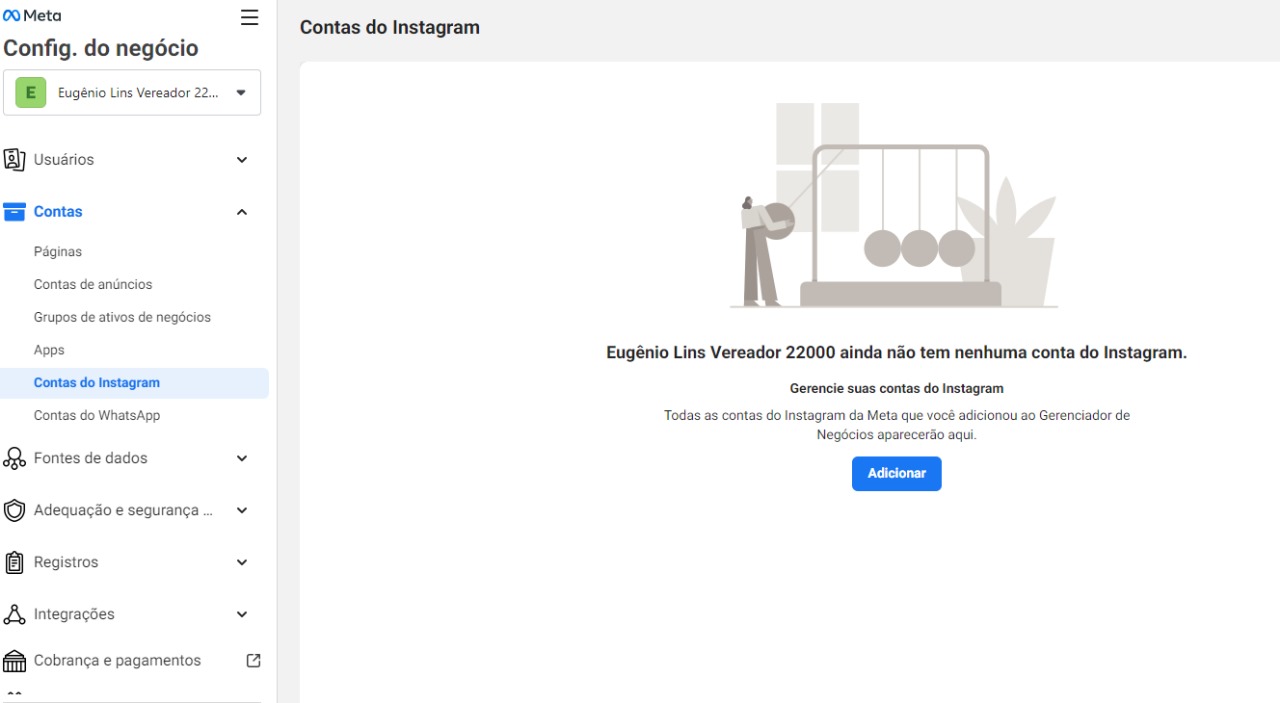 Meta
Config. do negócio
E
Eugênio Lins Vereador 22...
Usuários
Contas
Páginas
Contas de anúncios
Grupos de ativos de negócios
Apps
Contas do Instagram
Contas do WhatsApp
Fontes de dados
Adequação e segurança ...
Registros
Integrações
Cobrança e pagamentos
Contas do Instagram
Eugênio Lins Vereador 22000 ainda não tem nenhuma conta do Instagram.
Gerencie suas contas do Instagram
Todas as contas do Instagram da Meta que você adicionou ao Gerenciador de
Negócios aparecerão aqui.
Adicionar